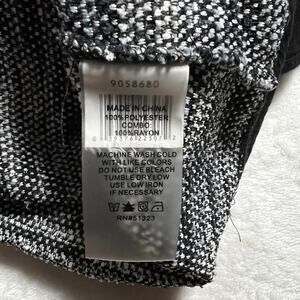 9058680
MADE IN CHINA
100%POLYESTER
COMBO:
100%RAYON
MACHINE WASH COLD
WITH LIKE COLORS
DO NOT USE BLEACH
TUMBLE DRY LOW
USE LOW IRON
IF NECESSARY
RN#51323